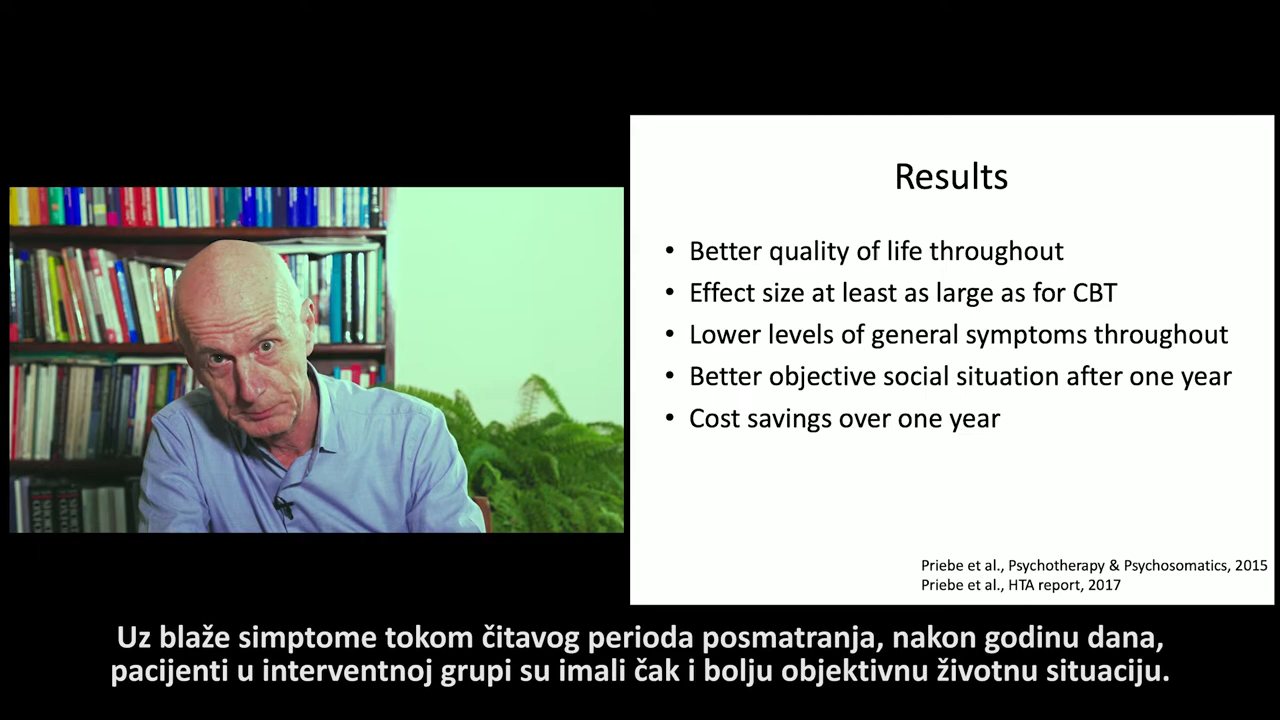 Results
• Better quality of life throughout
• Effect size at least as large as for CBT
• Lower levels of general symptoms throughout
• Better objective social situation after one year
• Cost savings over one year
Priebe et al., Psychotherapy & Psychosomatics, 2015
Priebe et al., HTA report, 2017
Uz blaže simptome tokom čitavog perioda posmatranja, nakon godinu dana,
pacijenti u interventnoj grupi su imali čak i bolju objektivnu životnu situaciju.